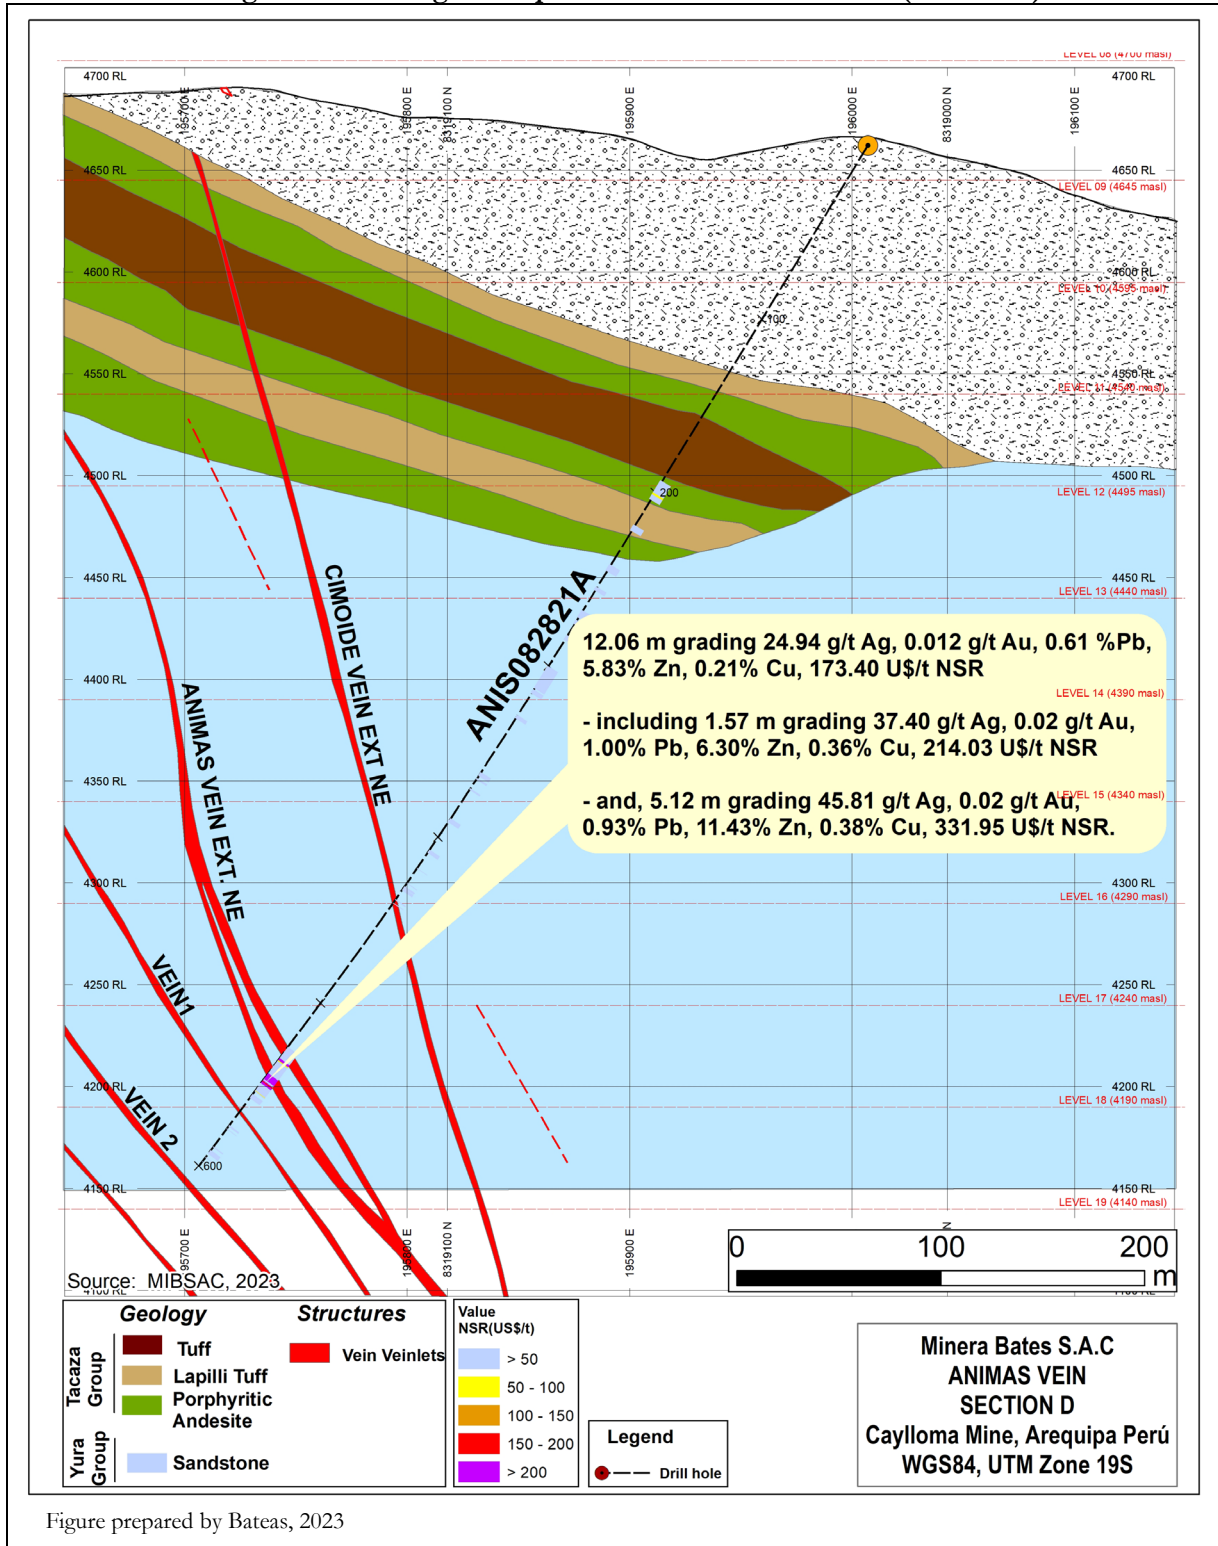 LEVEL 08 (4700 masl)
4700 RL
4700 RL
195700 E
195800 E
8319100 N
195900 E
196000 E
8319000 N
196100 E
4650 RL
4650 RL
LEVEL 09 (4645 masl)
4600 RL
4600 RL
LEVEL 10 (4595 masl)
100
4550 RL
4550 RL
LEVEL 11 (4540 masl)
4500 RL
4500 RL
200
LEVEL 12 (4495 masl)
4450 RL
4450 RL
LEVEL 13 (4440 masl)
CIMOIDE VEIN EXT NE
ANIS082821A
12.06 m grading 24.94 g/t Ag, 0.012 g/t Au, 0.61 %Pb,
5.83% Zn, 0.21% Cu, 173.40 U$/t NSR
4400 RL
LEVEL 14 (4390 masl)
- including 1.57 m grading 37.40 g/t Ag, 0.02 g/t Au,
1.00% Pb, 6.30% Zn, 0.36% Cu, 214.03 U$/t NSR
ANIMAS VEIN EXT. NE
4350 RL
LEVEL 15 (4340 masl)
- and, 5.12 m grading 45.81 g/t Ag, 0.02 g/t Au,
0.93% Pb, 11.43% Zn, 0.38% Cu, 331.95 U$/t NSR.
4300 RL
4300 RL
LEVEL 16 (4290 masl)
VEIN1
4250 RL
4250 RL
LEVEL 17 (4240 masl)
4200 RL
4200 RL
LEVEL 18 (4190 masl)
VEIN 2
600
4150 RL
4150 RL
LEVEL 19 (4140 masl)
195700 E
195800 E
8319100 N
195900 E
N
0 100 200
m
Source: MIBSAC, 2023
4100 RL
Geology
Structures
Tacaza
Group
Tuff
Lapilli Tuff
Porphyritic
Andesite
Vein Veinlets
Yura
Group
Sandstone
Value
NSR(US$/t)
> 50
50 - 100
100 - 150
150 - 200
> 200
Legend
Drill hole
Minera Bates S.A.C
ANIMAS VEIN
SECTION D
Caylloma Mine, Arequipa Perú
WGS84, UTM Zone 19S
Figure prepared by Bateas, 2023